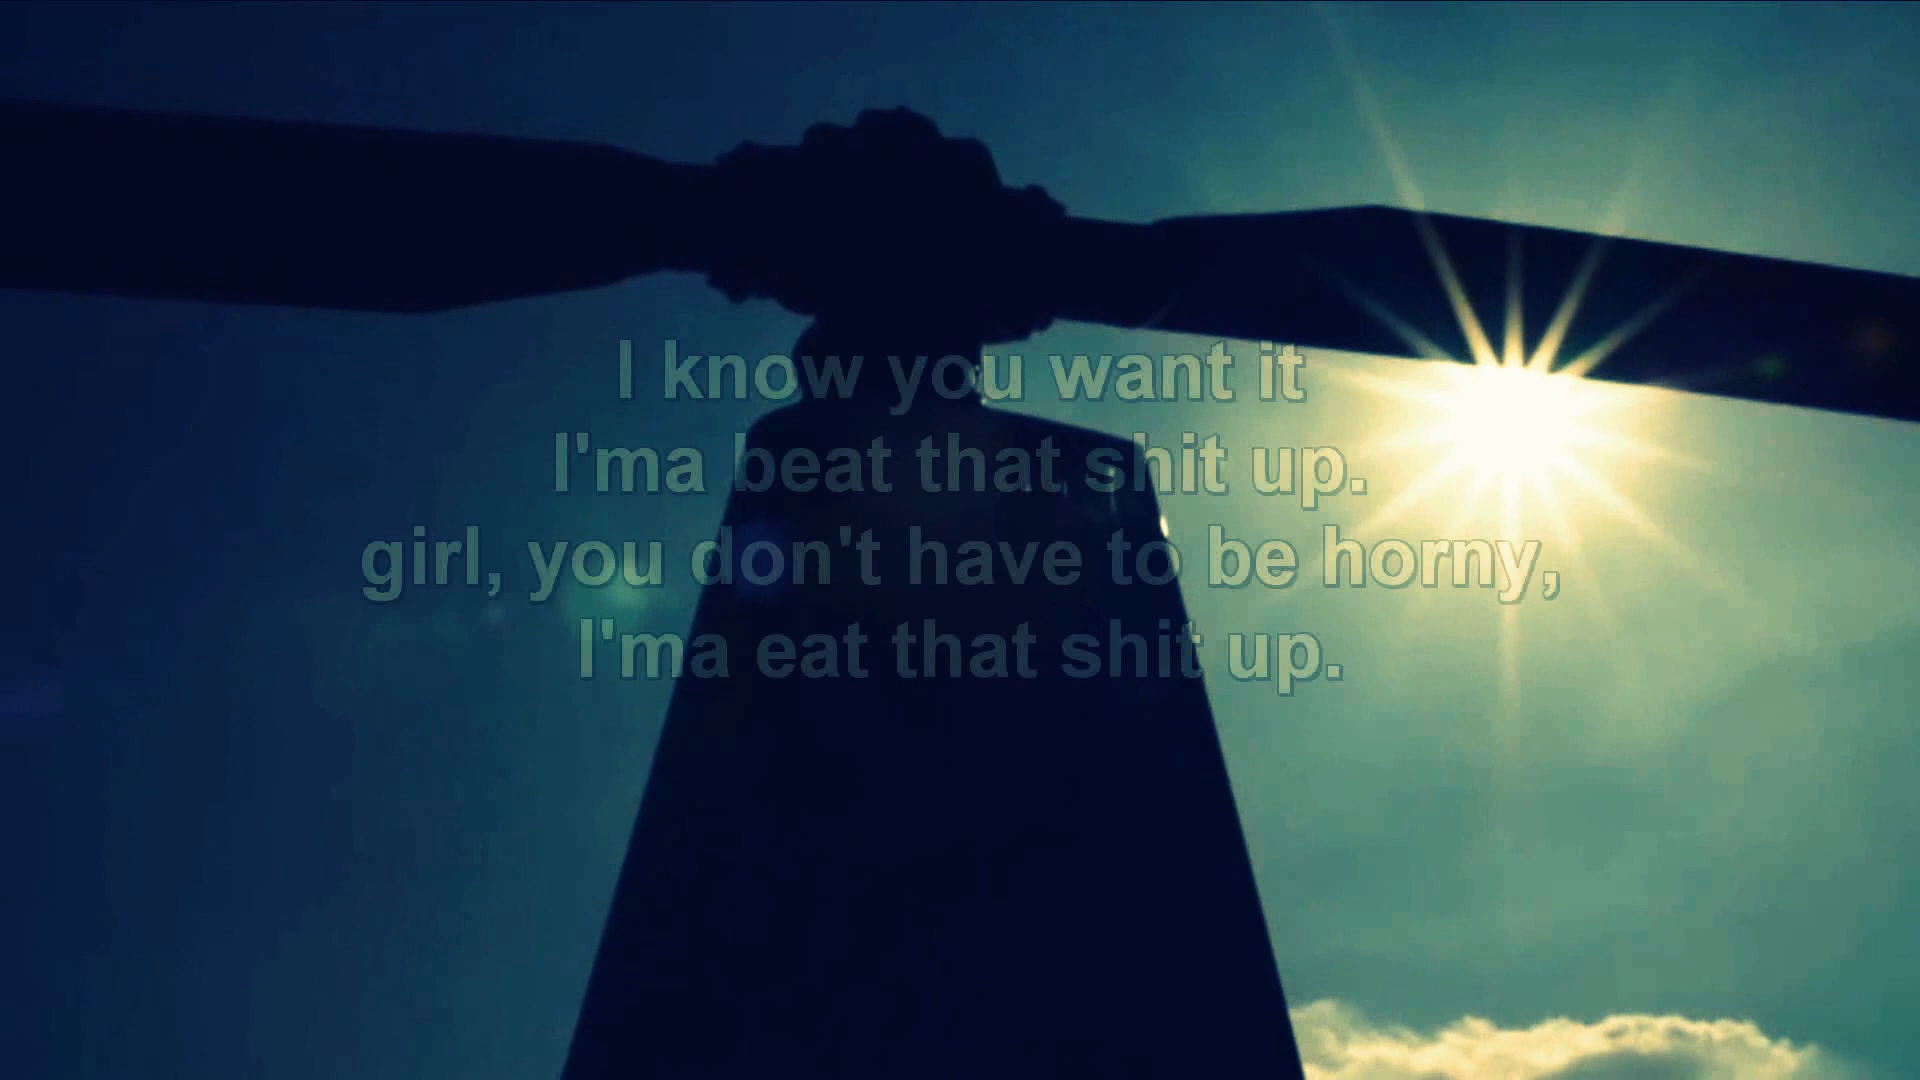 I know you want it
I'ma beat that shit up.
girl, you don't have to be horny,
I'ma eat that shit up.